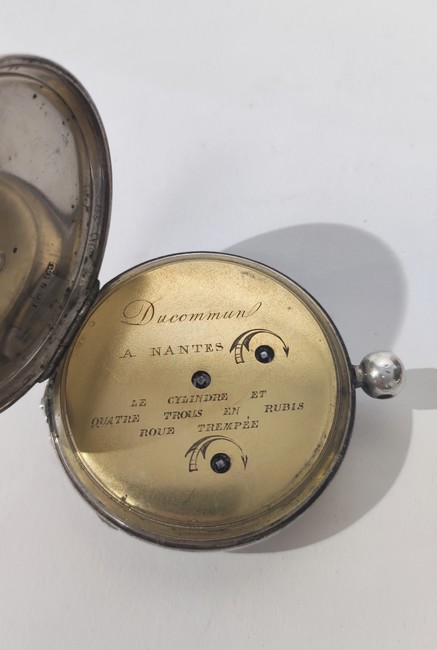 Ducommun
A NANTES
LE CYLINDRE ET
QUATRE TROUS EN RUBIS
ROUE TREMPÉE